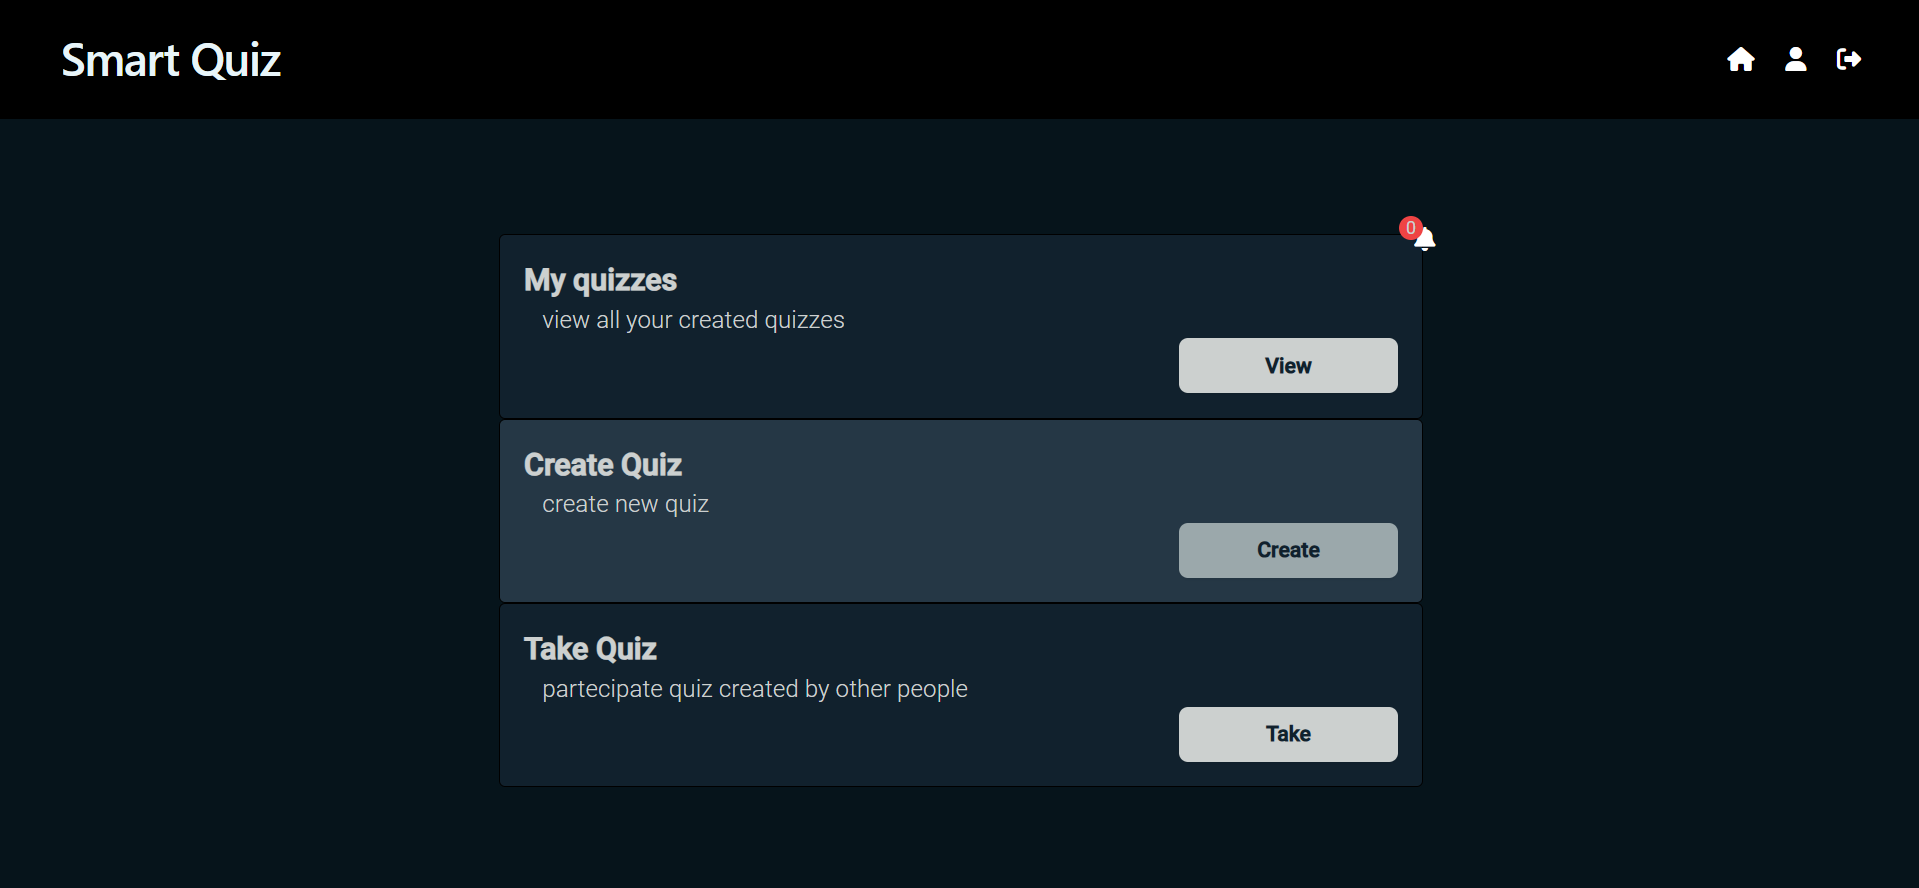 Smart Quiz
0
My quizzes
view all your created quizzes
View
Create Quiz
create new quiz
Create
Take Quiz
partecipate quiz created by other people
Take